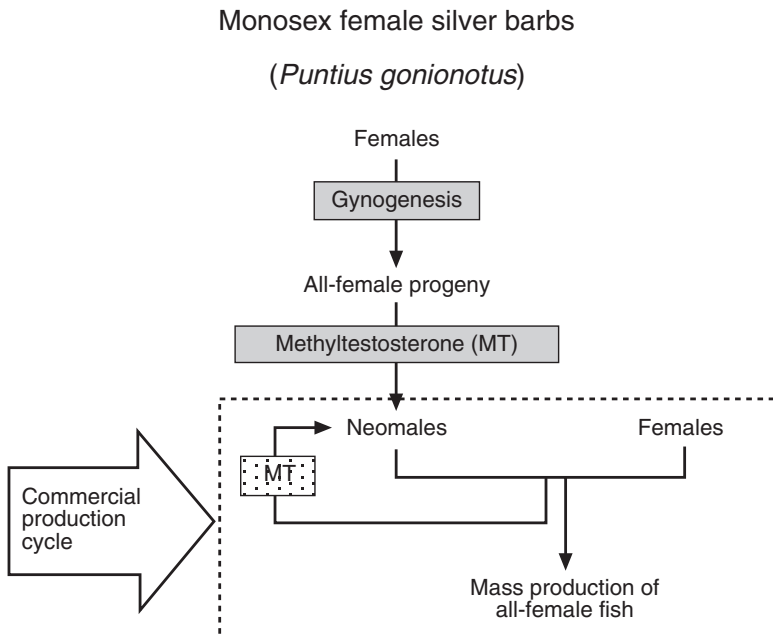 Monosex female silver barbs
(Puntius gonionotus)
Females
Gynogenesis
All-female progeny
Methyltestosterone (MT)
Neomales
Females
MT
Commercial
production
cycle
Mass production of
all-female fish